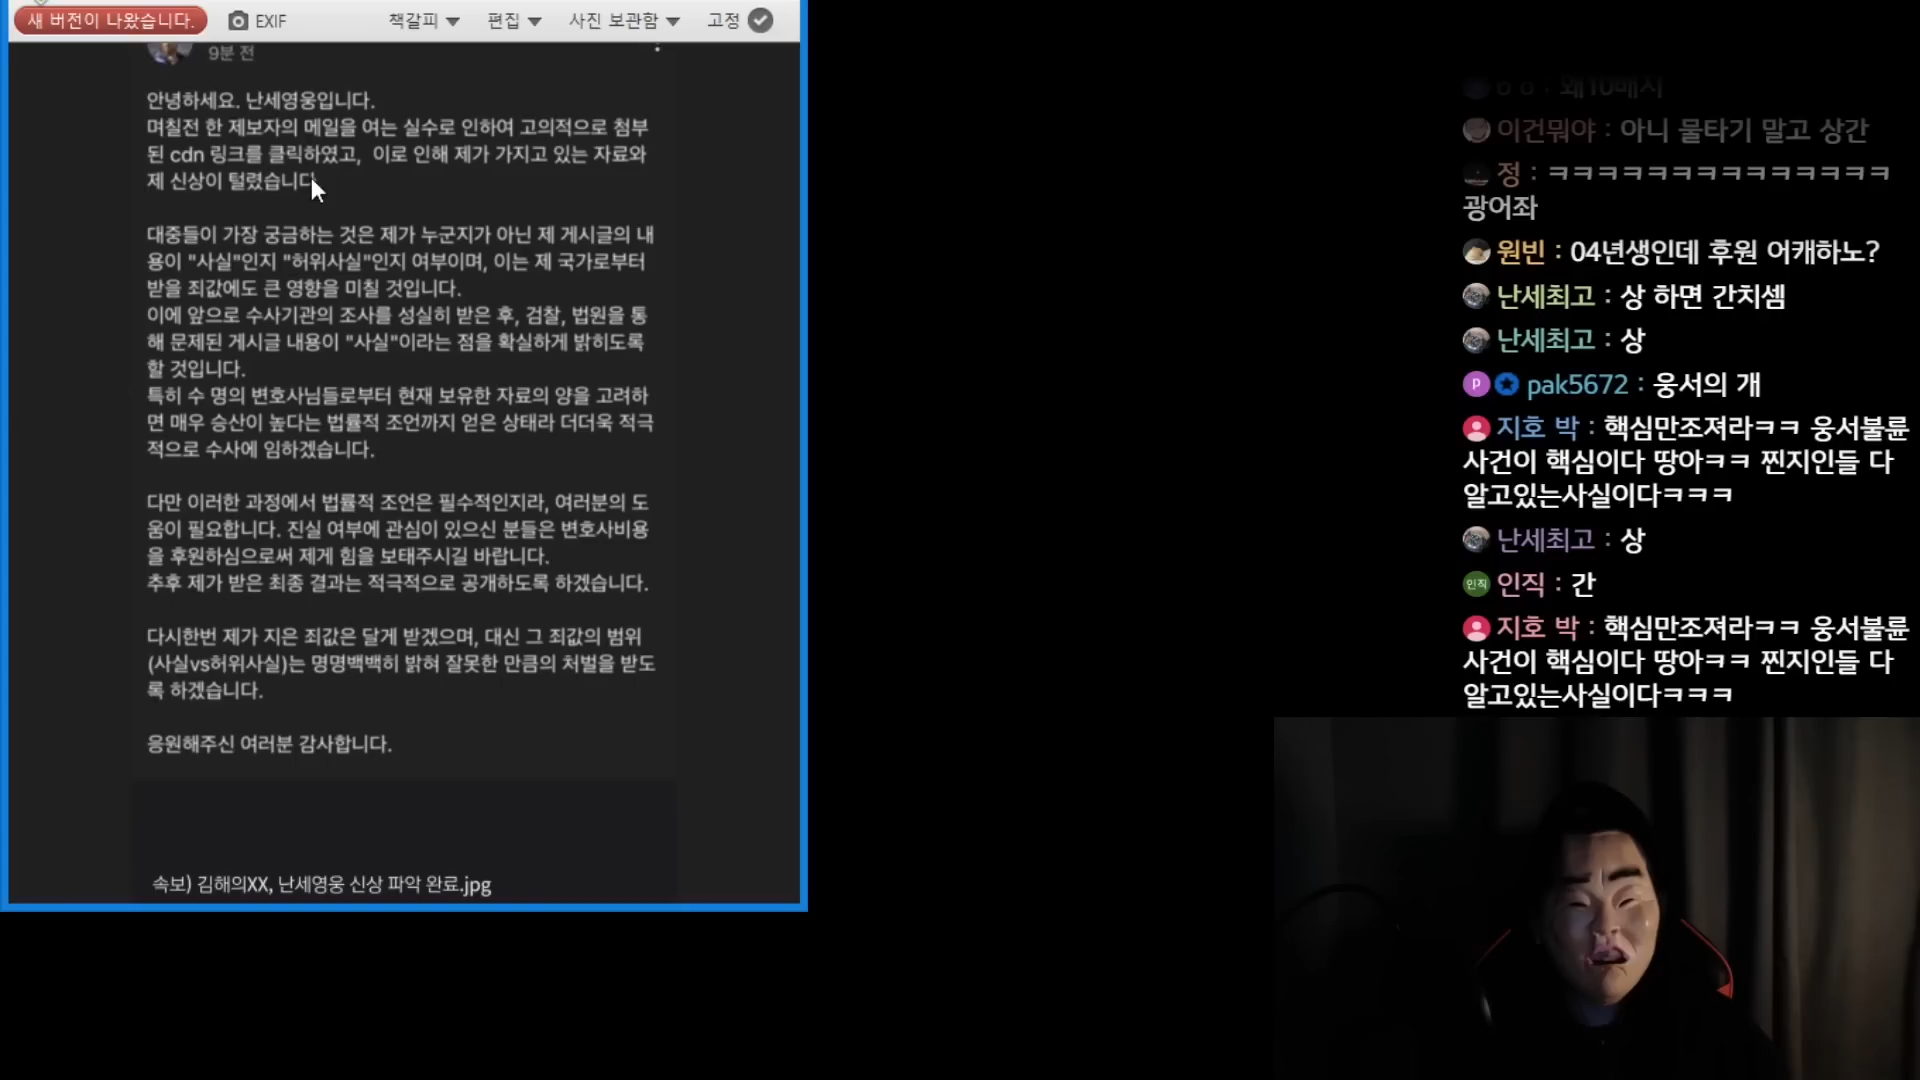 새 버전이 나왔습니다.
EXIF
책갈피
편집
사진 보관함
고정
9분 전
안녕하세요. 난세영웅입니다.
며칠전 한 제보자의 메일을 여는 실수로 인하여 고의적으로 첨부
된 cdn 링크를 클릭하였고, 이로 인해 제가 가지고 있는 자료와
제 신상이 털렸습니다
대중들이 가장 궁금하는 것은 제가 누군지가 아닌 제 게시글의 내
용이 "사실"인지 "허위사실"인지 여부이며, 이는 제 국가로부터
받을 죄값에도 큰 영향을 미칠 것입니다.
이에 앞으로 수사기관의 조사를 성실히 받은 후, 검찰, 법원을 통
해 문제된 게시글 내용이 "사실"이라는 점을 확실하게 밝히도록
할 것입니다.
특히 수 명의 변호사님들로부터 현재 보유한 자료의 양을 고려하
면 매우 승산이 높다는 법률적 조언까지 얻은 상태라 더더욱 적극
적으로 수사에 임하겠습니다.
다만 이러한 과정에서 법률적 조언은 필수적인지라, 여러분의 도
움이 필요합니다. 진실 여부에 관심이 있으신 분들은 변호사비용
을 후원하심으로써 제게 힘을 보태주시길 바랍니다.
추후 제가 받은 최종 결과는 적극적으로 공개하도록 하겠습니다.
다시한번 제가 지은 죄값은 달게 받겠으며, 대신 그 죄값의 범위
(사실vs허위사실)는 명명백백히 밝혀 잘못한 만큼의 처벌을 받도
록 하겠습니다.
응원해주신 여러분 감사합니다.
속보) 김해의XX, 난세영웅 신상 파악 완료.jpg
이건뭐야 : 아니 물타기 말고 상간
정 : ㅋㅋㅋㅋㅋㅋㅋㅋㅋㅋㅋㅋㅋㅋ
광어좌
원빈 : 04년생인데 후원 어캐하노?
난세최고 : 상 하면 간치셈
난세최고 : 상
P pak5672 : 웅서의 개
지호 박 : 핵심만조져라ㅋㅋ 웅서불륜
사건이 핵심이다 땅아ㅋㅋ 찐지인들 다
알고있는사실이다ㅋㅋㅋ
난세최고 : 상
인직 인직 : 간
지호 박 : 핵심만조져라ㅋㅋ 웅서불륜
사건이 핵심이다 땅아ㅋㅋ 찐지인들 다
알고있는사실이다ㅋㅋㅋ